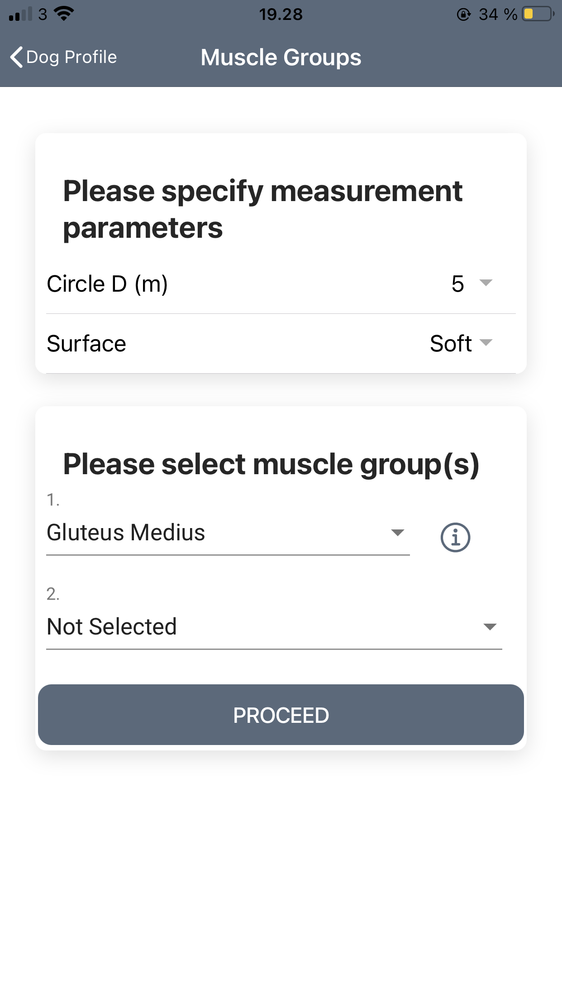 3 19.28 34 %
Dog Profile Muscle Groups
Please specify measurement
parameters
Circle D (m) 5
Surface Soft
Please select muscle group(s)
1.
Gluteus Medius
2.
Not Selected
PROCEED